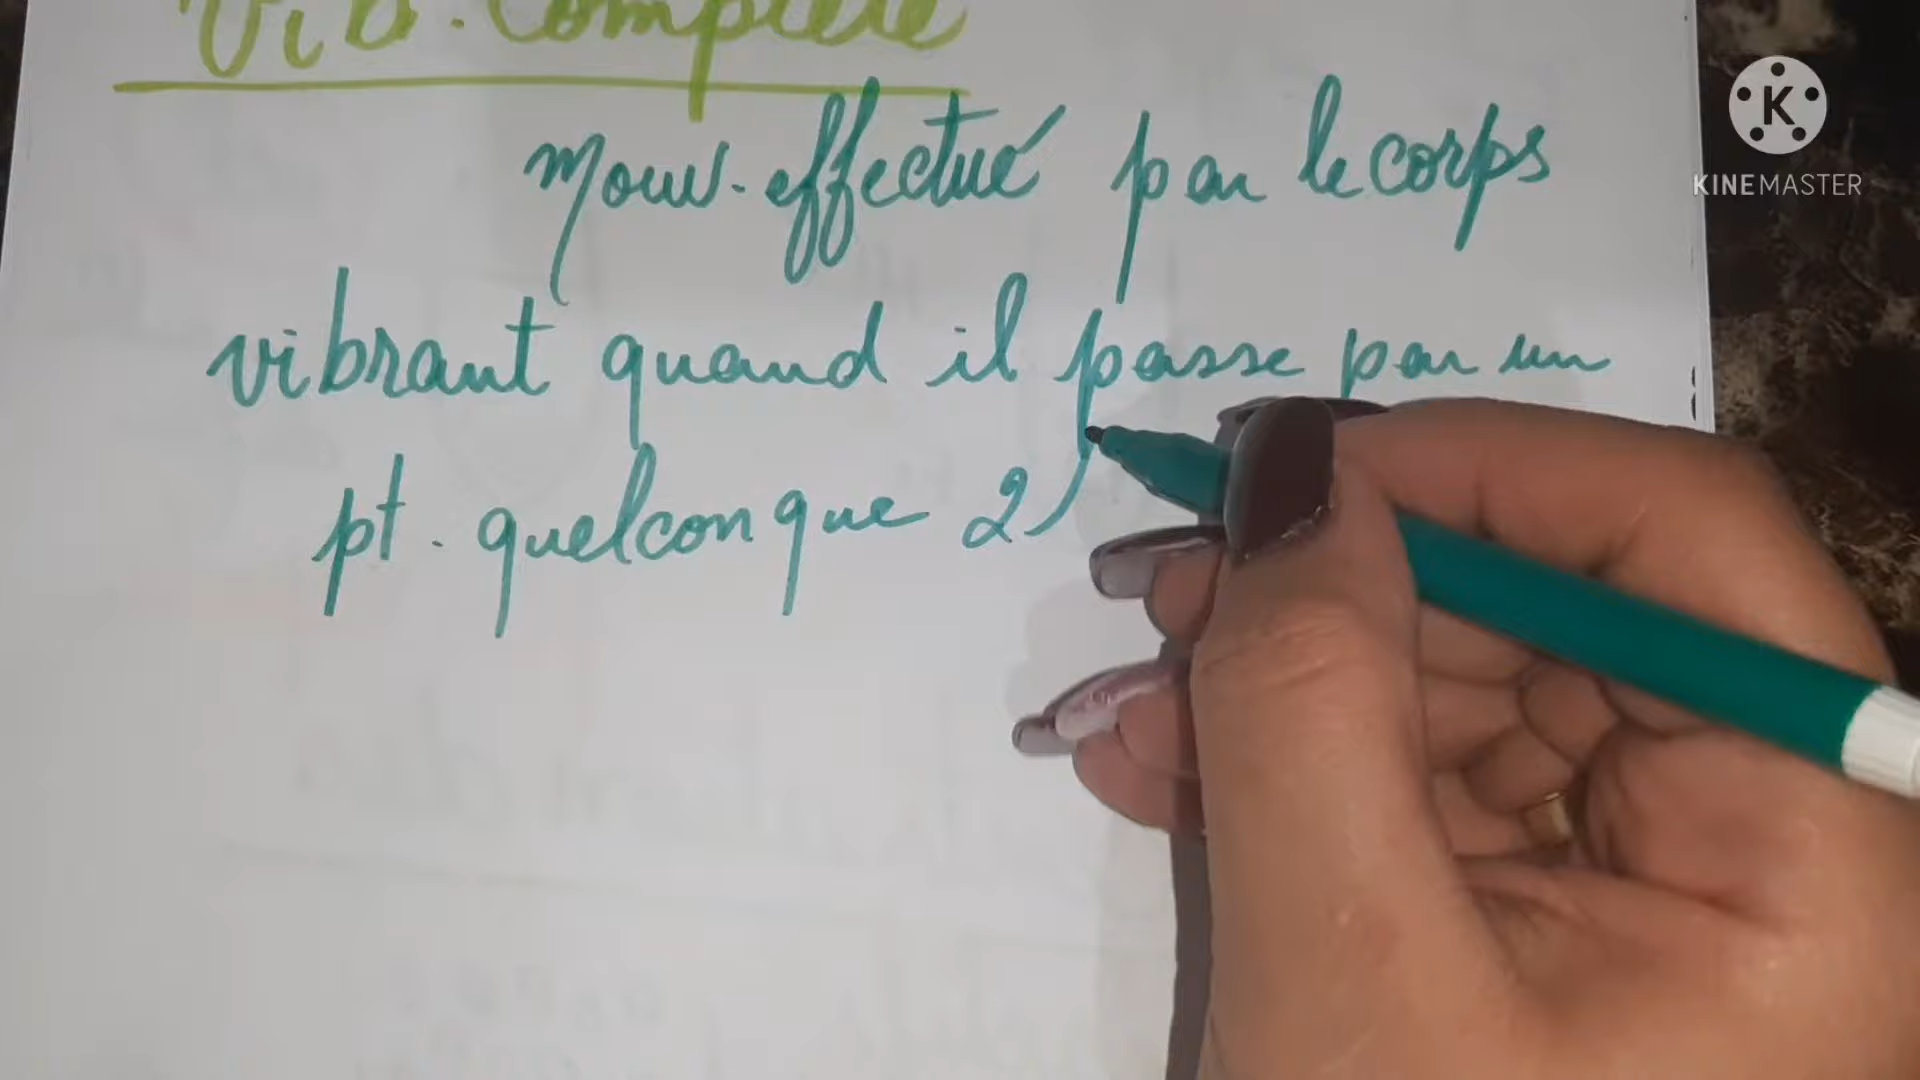 Vib. Complète
K
KINEMASTER
Mouv. effectué par le corps
vibrant quand il passe par un
pt. quelconque 2